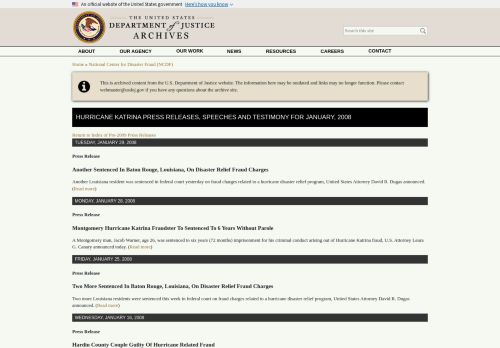 An official website of the United States government Here's how you know
THE UNITED STATES
DEPARTMENT of JUSTICE
ARCHIVES
Search this site
ABOUT OUR AGENCY OUR WORK NEWS RESOURCES CAREERS CONTACT
Home » National Center for Disaster Fraud (NCDF)
This is archived content from the U.S. Department of Justice website. The information here may be outdated and links may no longer function. Please contact
webmaster@usdoj.gov if you have any questions about the archive site.
HURRICANE KATRINA PRESS RELEASES, SPEECHES AND TESTIMONY FOR JANUARY, 2008
Return to Index of Pre-2009 Press Releases
TUESDAY, JANUARY 29, 2008
Press Release
Another Sentenced In Baton Rouge, Louisiana, On Disaster Relief Fraud Charges
Another Louisiana resident was sentenced in federal court yesterday on fraud charges related to a hurricane disaster relief program, United States Attorney David R. Dugas announced.
(Read more)
MONDAY, JANUARY 28, 2008
Press Release
Montgomery Hurricane Katrina Fraudster To Sentenced To 6 Years Without Parole
A Montgomery man, Jacob Warner, age 26, was sentenced to six years (72 months) imprisonment for his criminal conduct arising out of Hurricane Katrina fraud, U.S. Attorney Leura
G. Canary announced today. (Read more)
FRIDAY, JANUARY 25, 2008
Press Release
Two More Sentenced In Baton Rouge, Louisiana, On Disaster Relief Fraud Charges
Two more Louisiana residents were sentenced this week in federal court on fraud charges related to a hurricane disaster relief program, United States Attorney David R. Dugas
announced. (Read more)
WEDNESDAY, JANUARY 16, 2008
Press Release
Hardin County Couple Guilty Of Hurricane Related Fraud